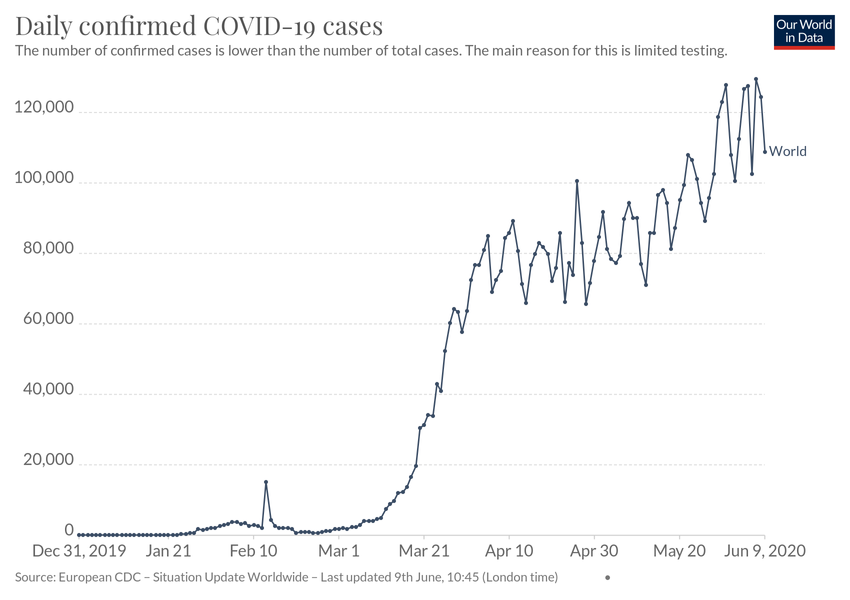 Daily confirmed COVID-19 cases
The number of confirmed cases is lower than the number of total cases. The main reason for this is limited testing.
Our World
in Data
120,000
100,000
80,000
60,000
40,000
20,000
0
World
Dec 31, 2019 Jan 21 Feb 10 Mar 1 Mar 21 Apr 10 Apr 30 May 20 Jun 9, 2020
Source: European CDC – Situation Update Worldwide – Last updated 9th June, 10:45 (London time) •